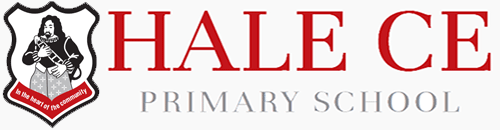 HALE CE
PRIMARY SCHOOL
in the heart of the community